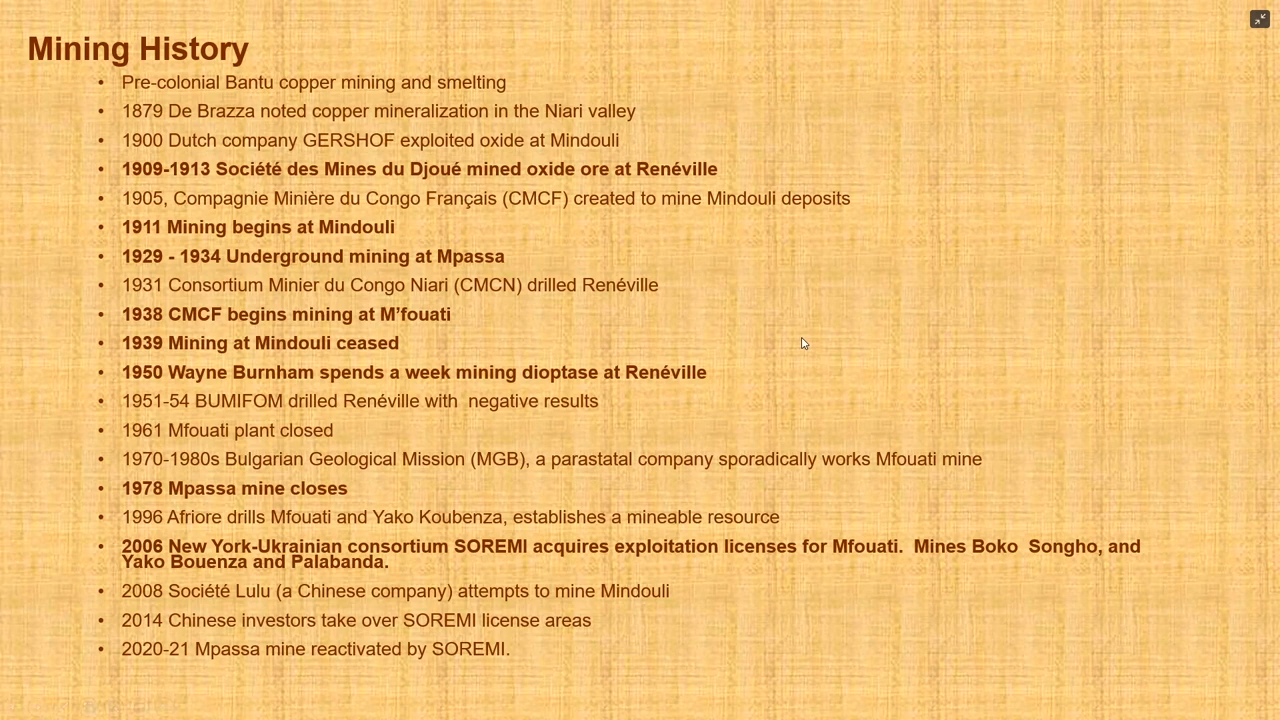 Mining History
• Pre-colonial Bantu copper mining and smelting
• 1879 De Brazza noted copper mineralization in the Niari valley
• 1900 Dutch company GERSHOF exploited oxide at Mindouli
• 1909-1913 Société des Mines du Djoué mined oxide ore at Renéville
• 1905, Compagnie Minière du Congo Français (CMCF) created to mine Mindouli deposits
• 1911 Mining begins at Mindouli
• 1929 - 1934 Underground mining at Mpassa
• 1931 Consortium Minier du Congo Niari (CMCN) drilled Renéville
• 1938 CMCF begins mining at M’fouati
• 1939 Mining at Mindouli ceased
• 1950 Wayne Burnham spends a week mining dioptase at Renéville
• 1951-54 BUMIFOM drilled Renéville with  negative results
• 1961 Mfouati plant closed
• 1970-1980s Bulgarian Geological Mission (MGB), a parastatal company sporadically works Mfouati mine
• 1978 Mpassa mine closes
• 1996 Afriore drills Mfouati and Yako Koubenza, establishes a mineable resource
• 2006 New York-Ukrainian consortium SOREMI acquires exploitation licenses for Mfouati.  Mines Boko  Songho, and
Yako Bouenza and Palabanda.
• 2008 Société Lulu (a Chinese company) attempts to mine Mindouli
• 2014 Chinese investors take over SOREMI license areas
• 2020-21 Mpassa mine reactivated by SOREMI.